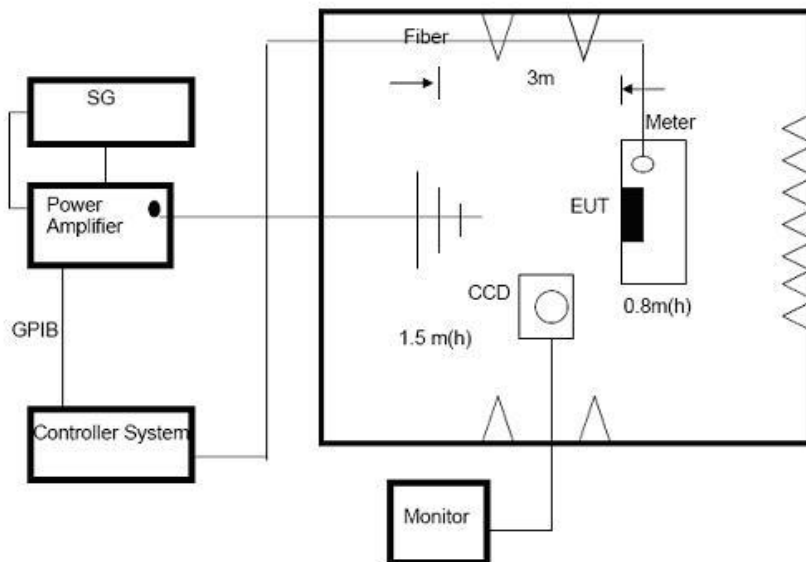 Fiber
3m
SG
Meter
Power
Amplifier
EUT
CCD
0.8m(h)
GPIB
1.5 m(h)
Controller System
Monitor